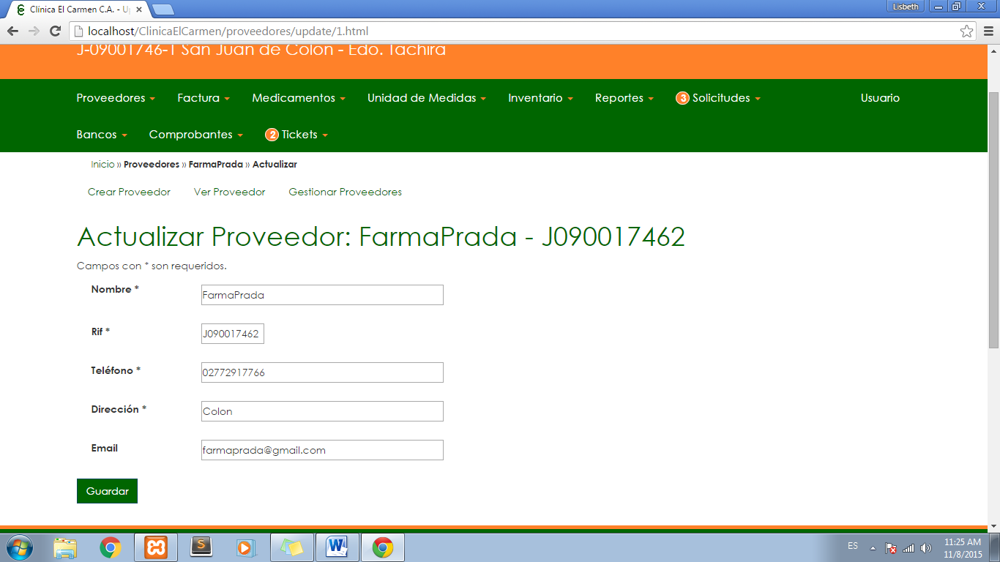 Clínica El Carmen C.A. - U
Lisbeth
localhost/ClinicaElCarmen/proveedores/update/1.html
J-09001746-1 San Juan de Colon - Edo. Tachira
Proveedores Factura Medicamentos Unidad de Medidas Inventario Reportes 3 Solicitudes Usuario
Bancos Comprobantes 2 Tickets
Inicio » Proveedores » FarmaPrada » Actualizar
Crear Proveedor Ver Proveedor Gestionar Proveedores
Actualizar Proveedor: FarmaPrada - J090017462
Campos con * son requeridos.
Nombre * FarmaPrada
Rif * J090017462
Teléfono * 02772917766
Dirección * Colon
Email farmaprada@gmail.com
Guardar
ES
11:25 AM
11/8/2015